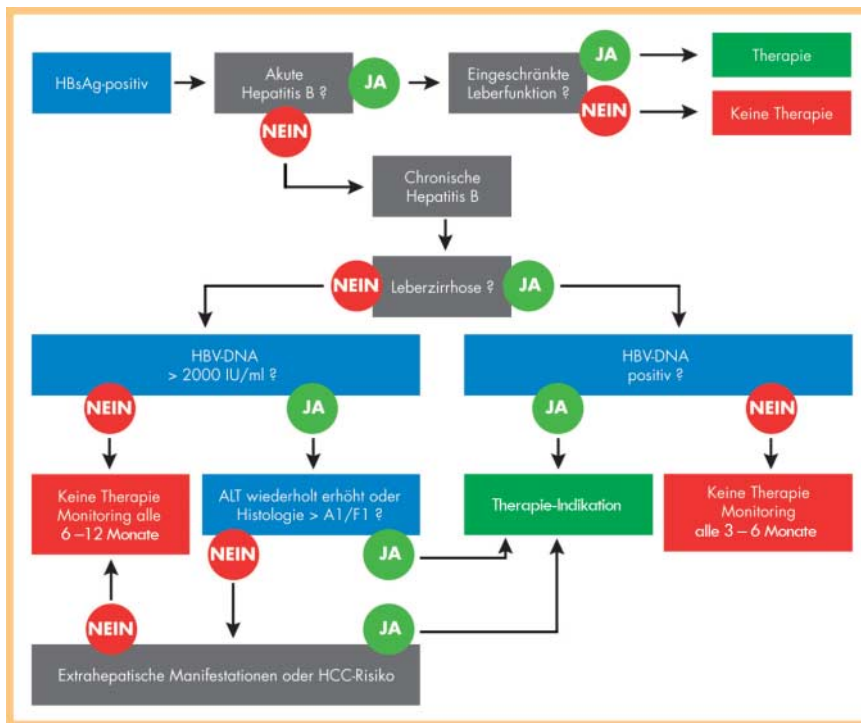 HBsAg-positiv
Akute
Hepatitis B ?
JA
NEIN
Eingeschränkte
Leberfunktion ?
JA
NEIN
Therapie
Keine Therapie
Chronische
Hepatitis B
NEIN
Leberzirrhose ?
JA
HBV-DNA
> 2000 IU/ml ?
NEIN
JA
HBV-DNA
positiv ?
JA
NEIN
Keine Therapie
Monitoring alle
6 – 12 Monate
ALT wiederholt erhöht oder
Histologie > A1/F1 ?
NEIN
JA
Therapie-Indikation
Keine Therapie
Monitoring
alle 3 – 6 Monate
NEIN
JA
Extrahepatische Manifestationen oder HCC-Risiko